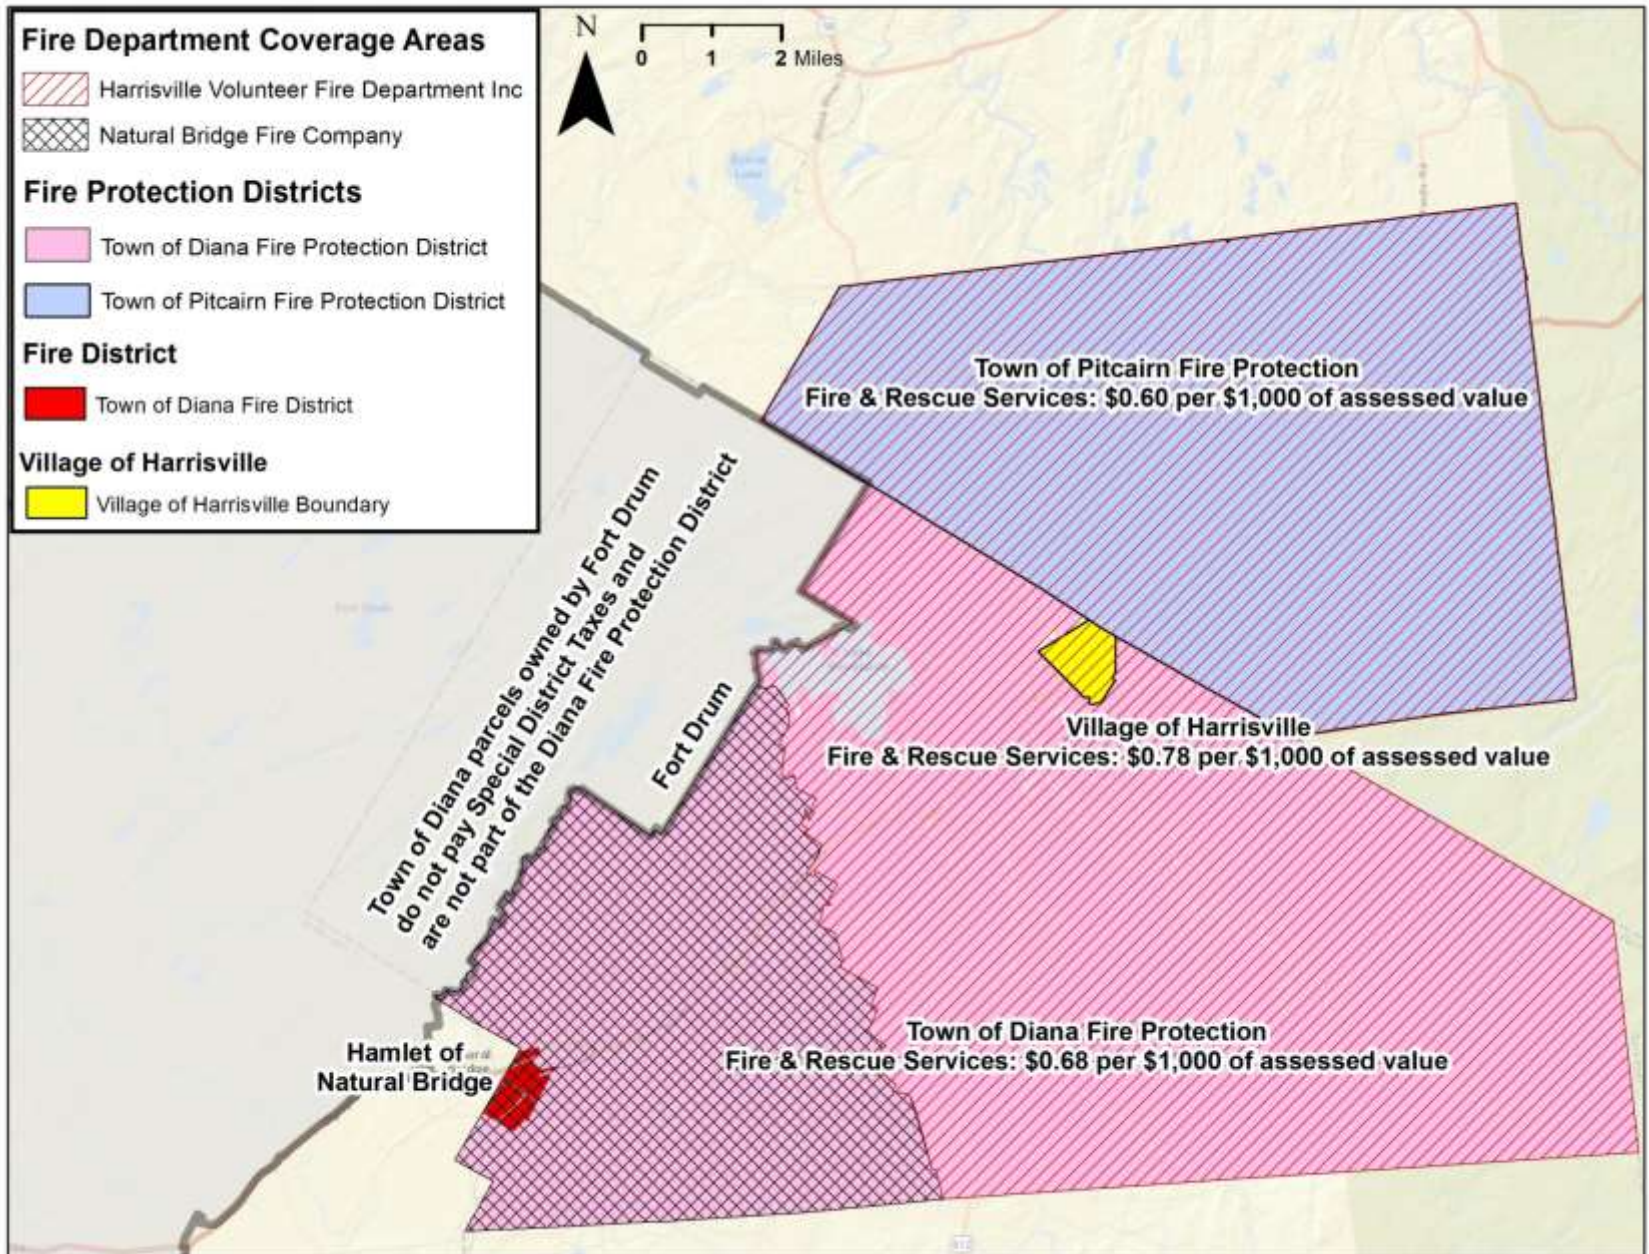 Fire Department Coverage Areas
Harrisville Volunteer Fire Department Inc
Natural Bridge Fire Company
Fire Protection Districts
Town of Diana Fire Protection District
Town of Pitcairn Fire Protection District
Fire District
Town of Diana Fire District
Village of Harrisville
Village of Harrisville Boundary
N
0 1 2 Miles
Town of Pitcairn Fire Protection
Fire & Rescue Services: $0.60 per $1,000 of assessed value
Town of Diana parcels owned by Fort Drum
do not pay Special District Taxes and
are not part of the Diana Fire Protection District
Fort Drum
Village of Harrisville
Fire & Rescue Services: $0.78 per $1,000 of assessed value
Town of Diana Fire Protection
Fire & Rescue Services: $0.68 per $1,000 of assessed value
Hamlet of
Natural Bridge